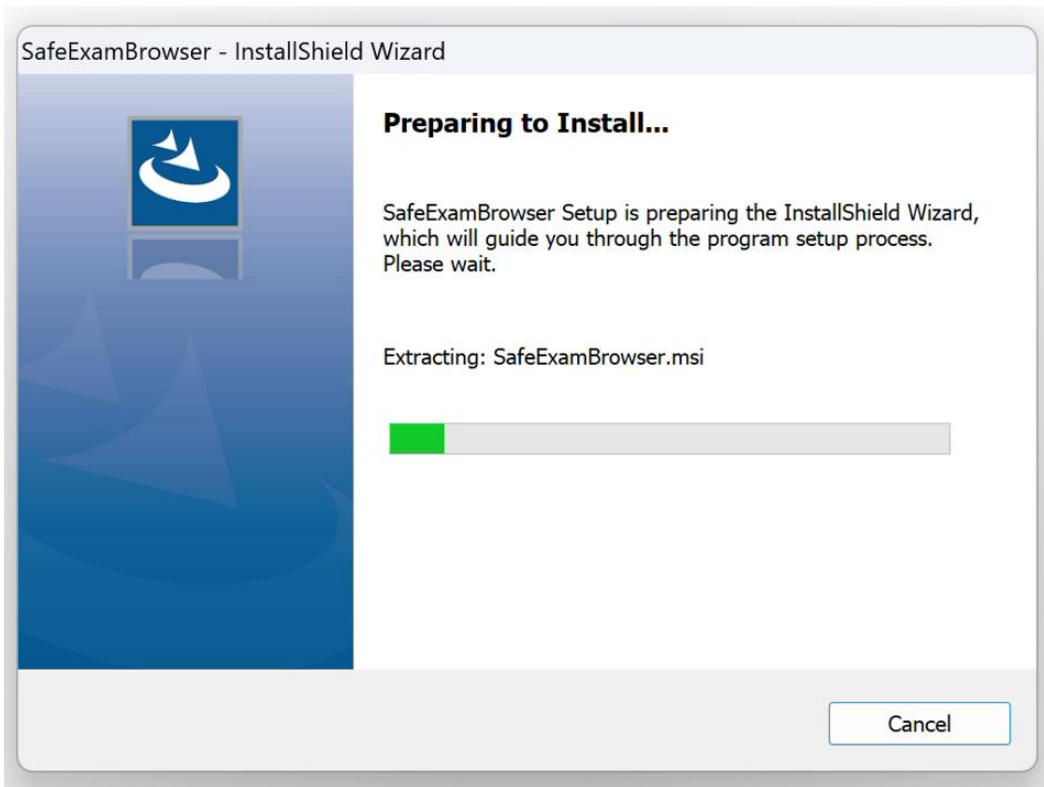 SafeExamBrowser - InstallShield Wizard
Preparing to Install...
SafeExamBrowser Setup is preparing the InstallShield Wizard,
which will guide you through the program setup process.
Please wait.
Extracting: SafeExamBrowser.msi
Cancel